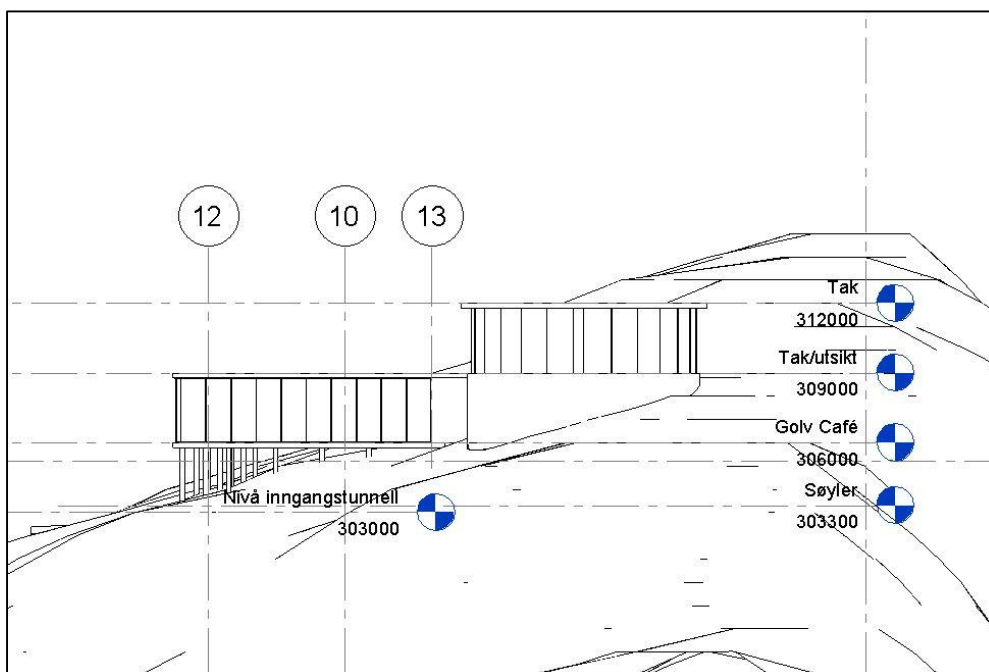 12
10
13
Tak
312000
Tak/utsikt
309000
Golv Café
306000
Søyler
303300
Nivå inngangstunnell
303000